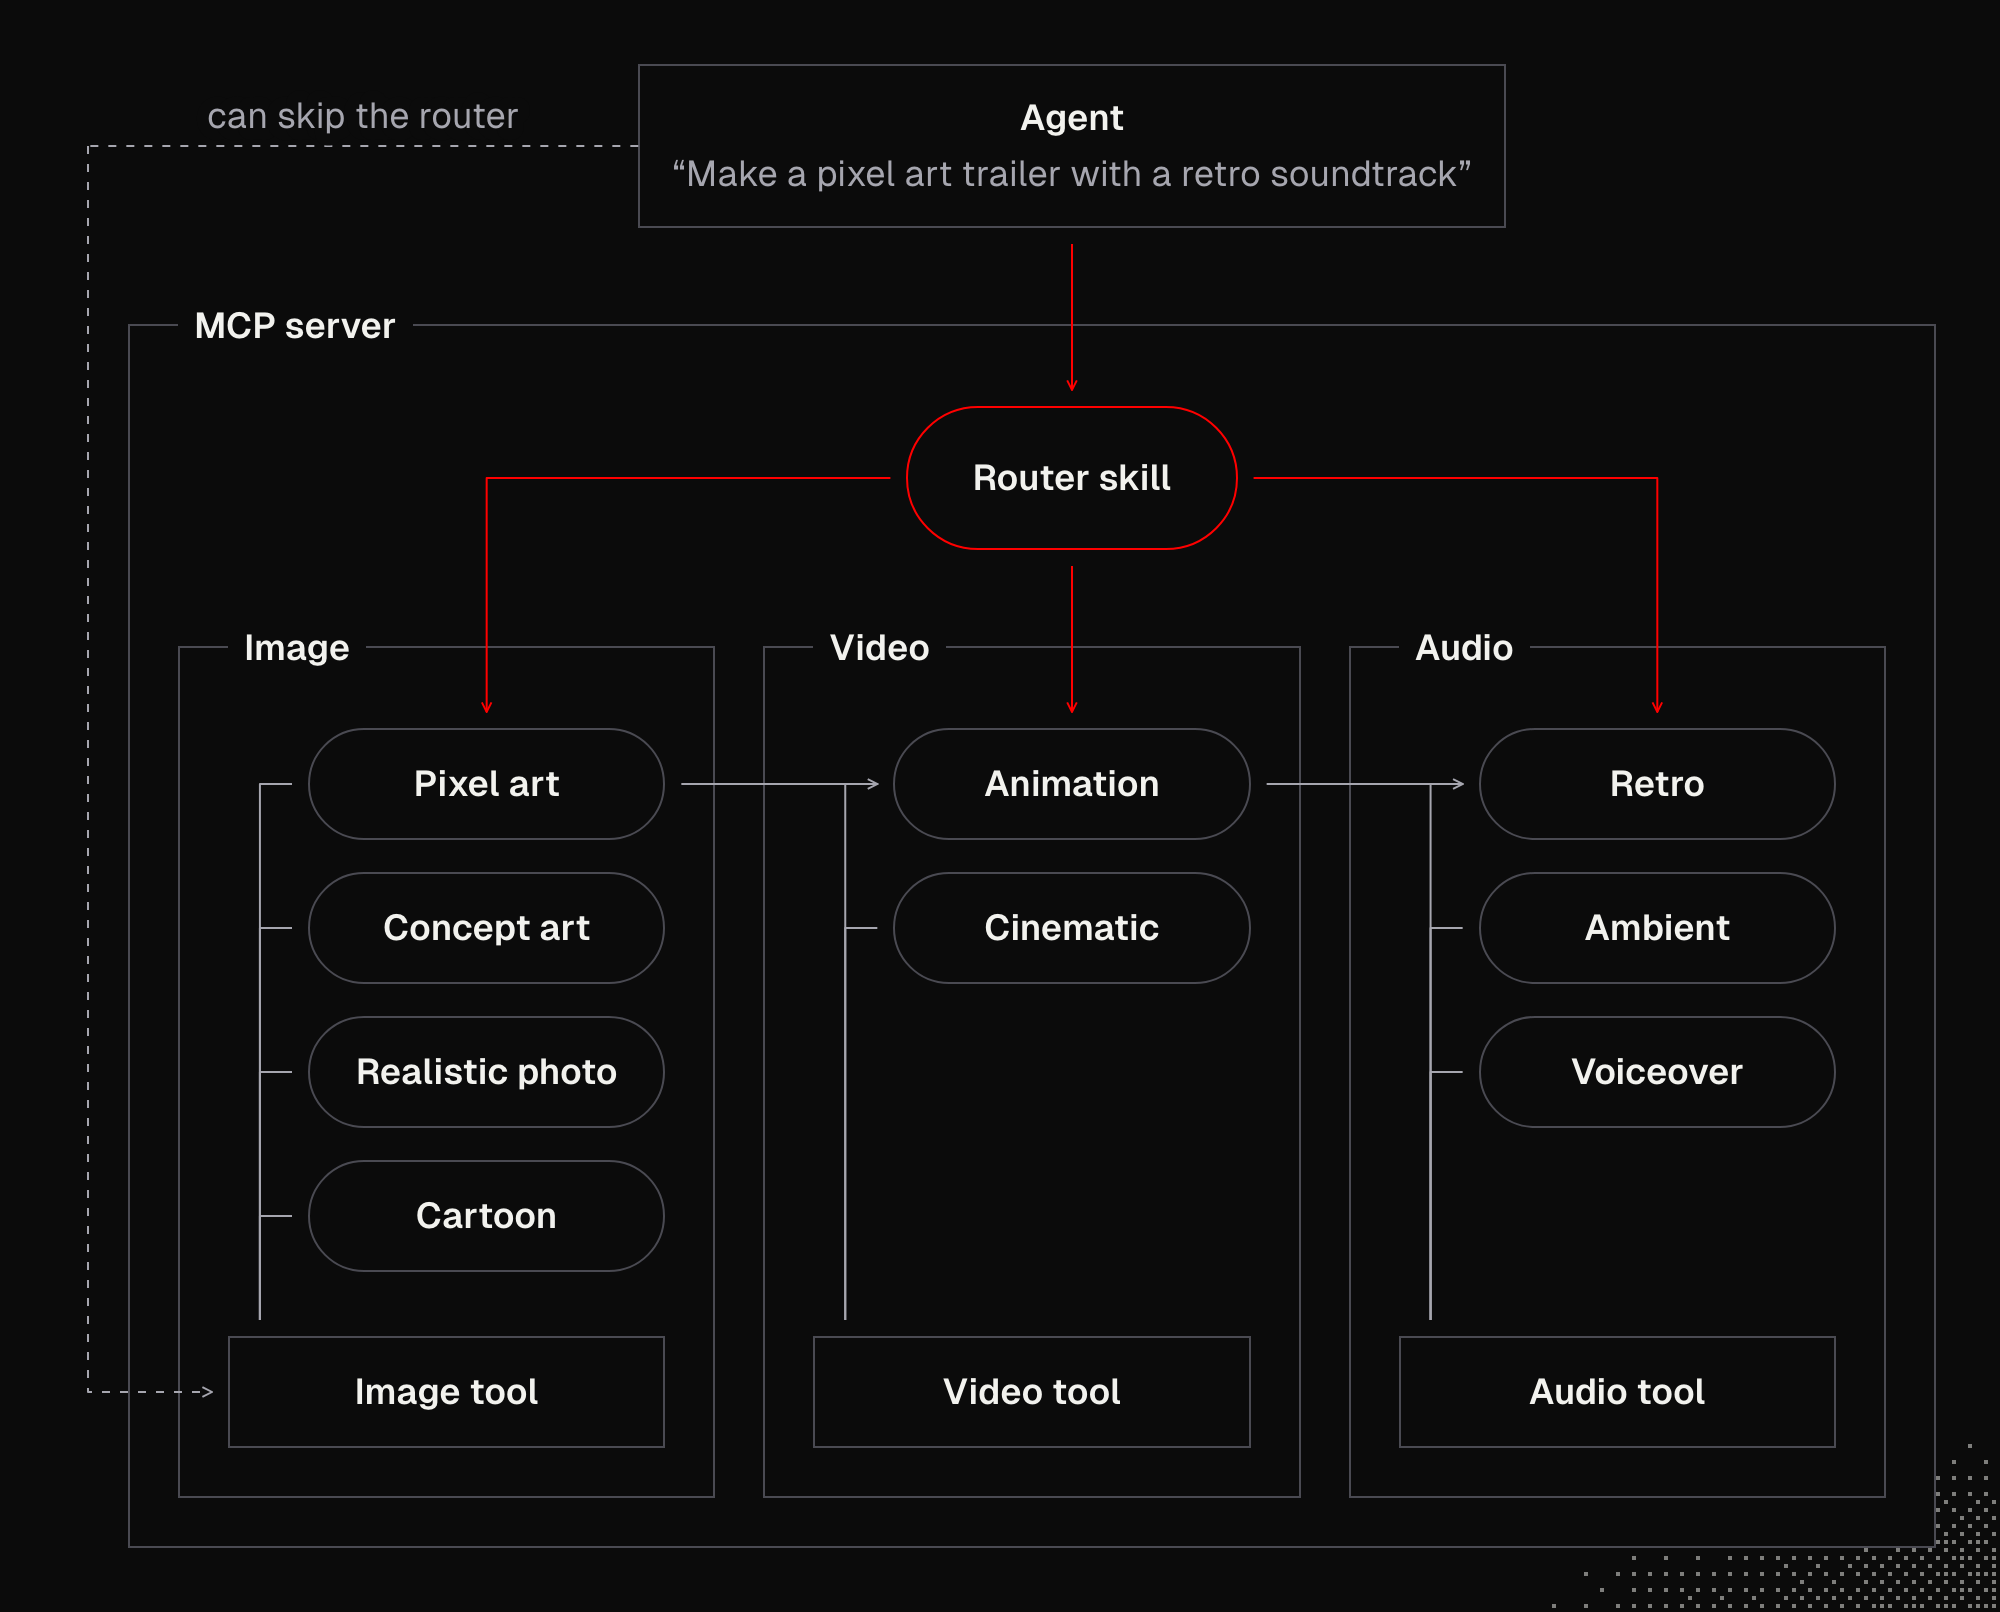 can skip the router
Agent
“Make a pixel art trailer with a retro soundtrack”
MCP server
Router skill
Image
Video
Audio
Pixel art
Animation
Retro
Concept art
Cinematic
Ambient
Realistic photo
Voiceover
Cartoon
Image tool
Video tool
Audio tool